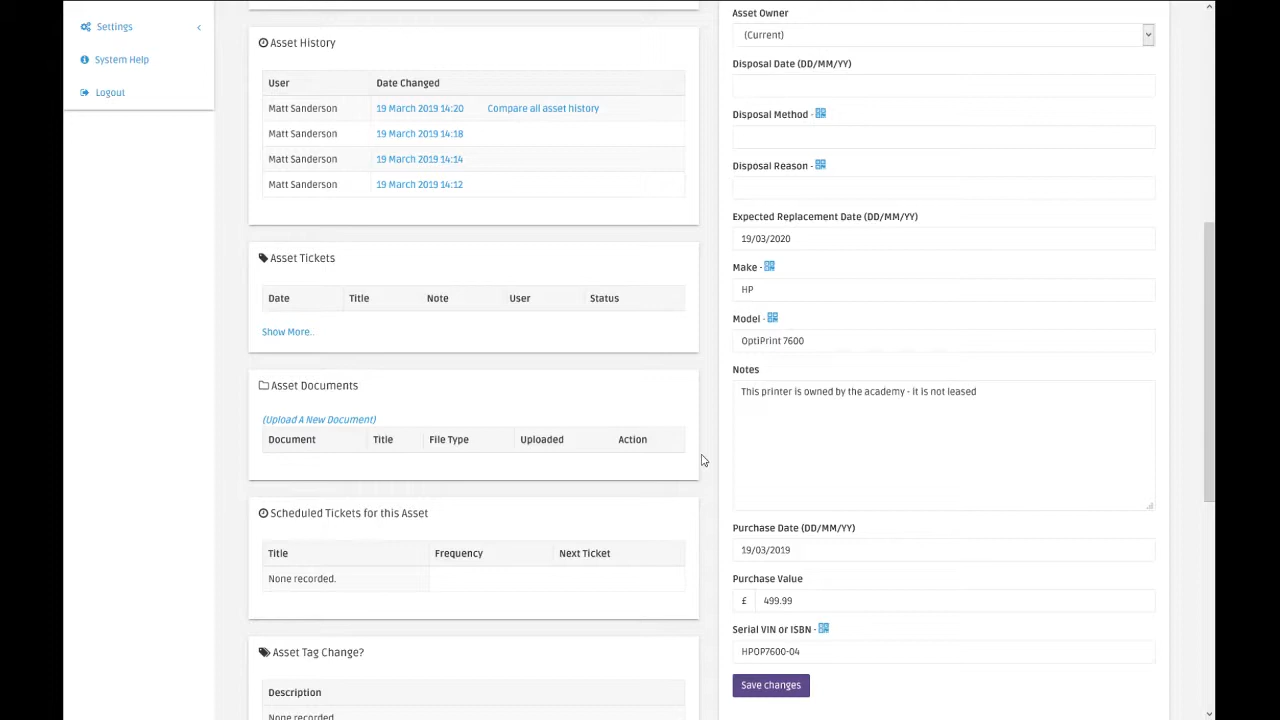 Settings
System Help
Logout
Asset History
User Date Changed
Matt Sanderson 19 March 2019 14:20 Compare all asset history
Matt Sanderson 19 March 2019 14:18
Matt Sanderson 19 March 2019 14:14
Matt Sanderson 19 March 2019 14:12
Asset Tickets
Date Title Note User Status
Show More..
Asset Documents
(Upload A New Document)
Document Title File Type Uploaded Action
Scheduled Tickets for this Asset
Title Frequency Next Ticket
None recorded.
Asset Tag Change?
Description
None recorded
Asset Owner
(Current)
Disposal Date (DD/MM/YY)
Disposal Method -
Disposal Reason -
Expected Replacement Date (DD/MM/YY)
19/03/2020
Make -
HP
Model -
OptiPrint 7600
Notes
This printer is owned by the academy - it is not leased
Purchase Date (DD/MM/YY)
19/03/2019
Purchase Value
£ 499.99
Serial VIN or ISBN -
HPOP7600-04
Save changes